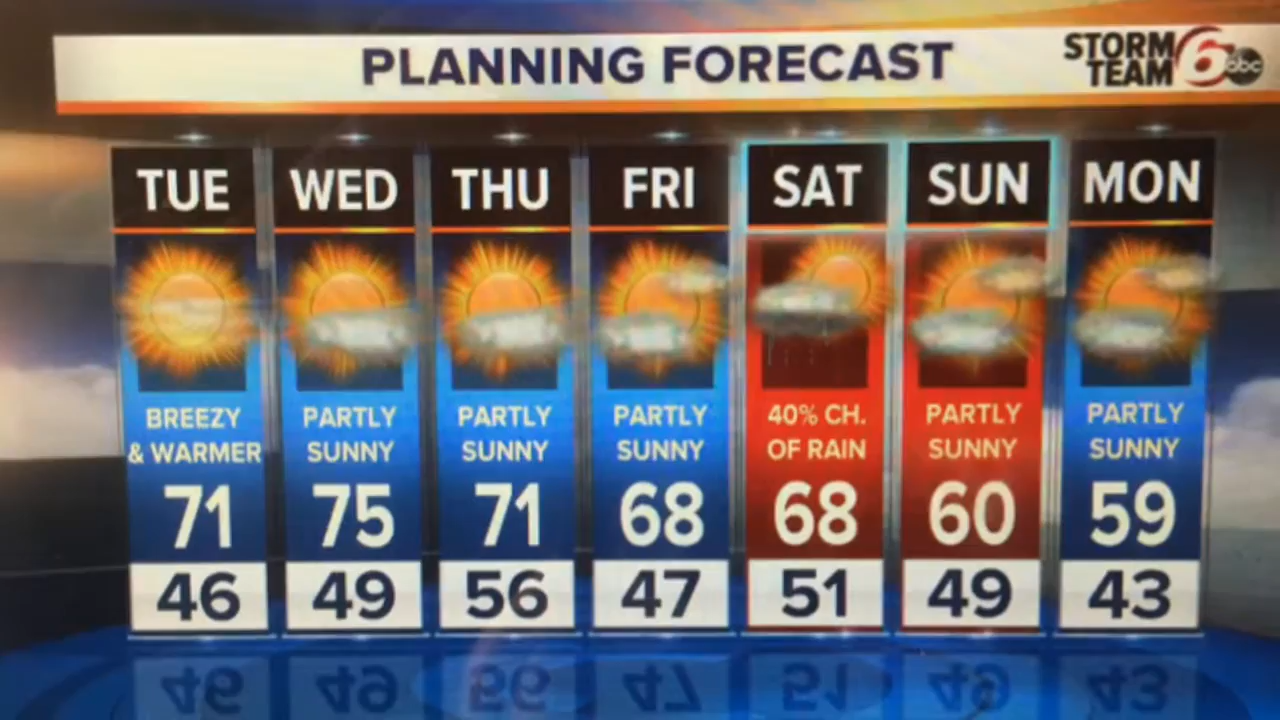 PLANNING FORECAST
STORM
TEAM 6 abc
TUE WED THU FRI SAT SUN MON
BREEZY PARTLY PARTLY PARTLY 40% CH. PARTLY PARTLY
& WARMER SUNNY SUNNY SUNNY OF RAIN SUNNY SUNNY
71 75 71 68 68 60 59
46 49 56 47 51 49 43